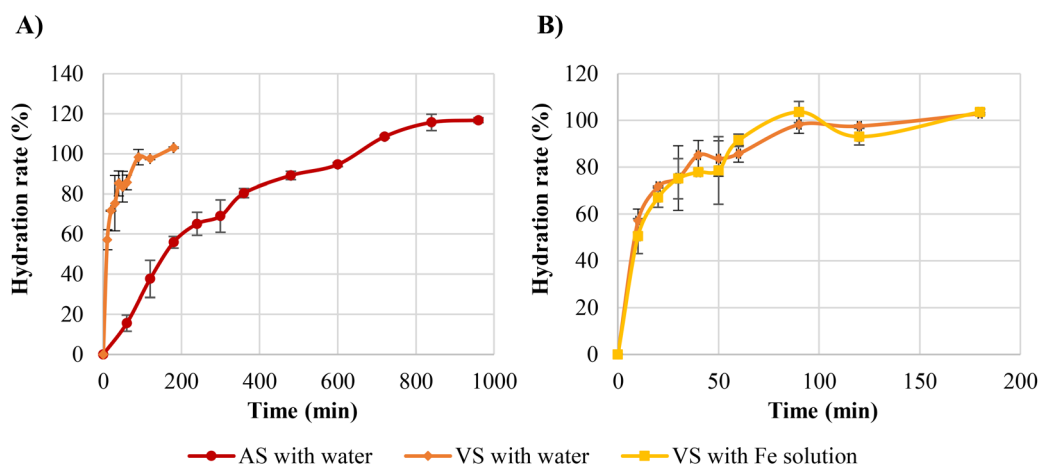 A)
B)
Hydration rate (%)
140
120
100
80
60
40
20
0
0 200 400 600 800 1000
Time (min)
Hydration rate (%)
120
100
80
60
40
20
0
0 50 100 150 200
Time (min)
AS with water VS with water VS with Fe solution